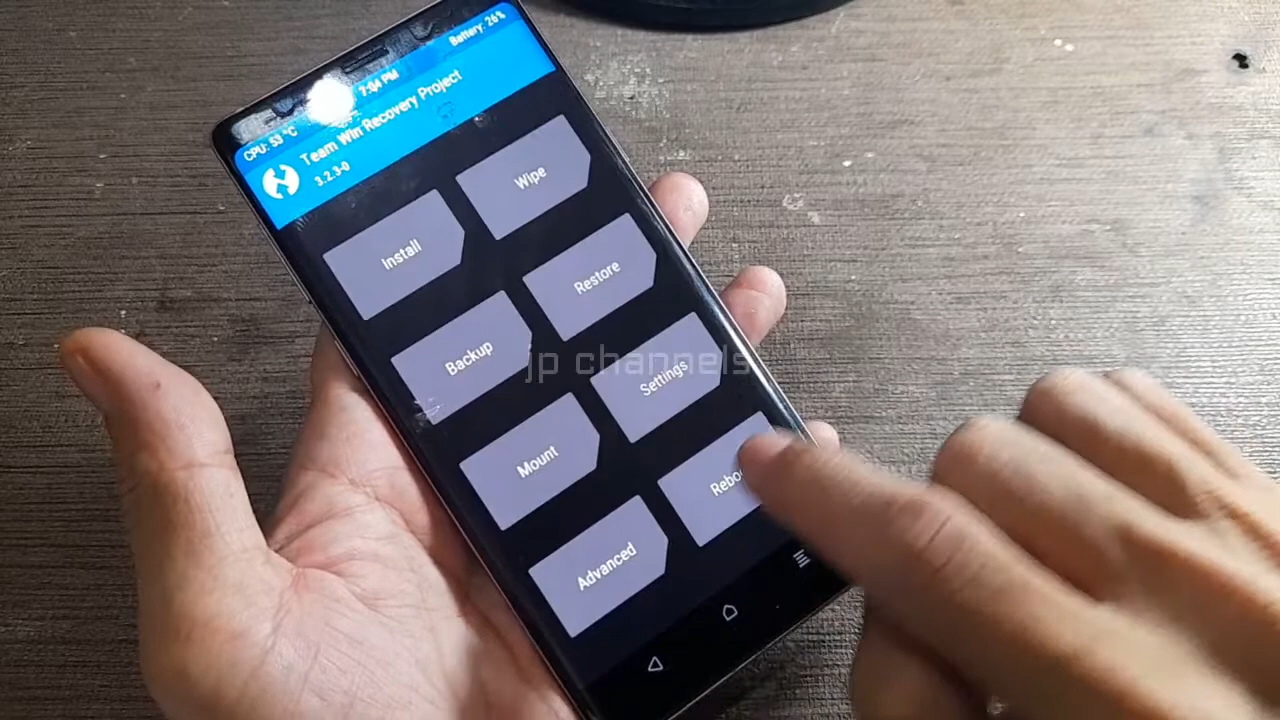 CPU: 53 °C
7:04 PM
Battery: 26%
Team Win Recovery Project
3.2.3-0
Install
Wipe
Backup
Restore
Mount
Settings
Advanced
Reboo
jp channels